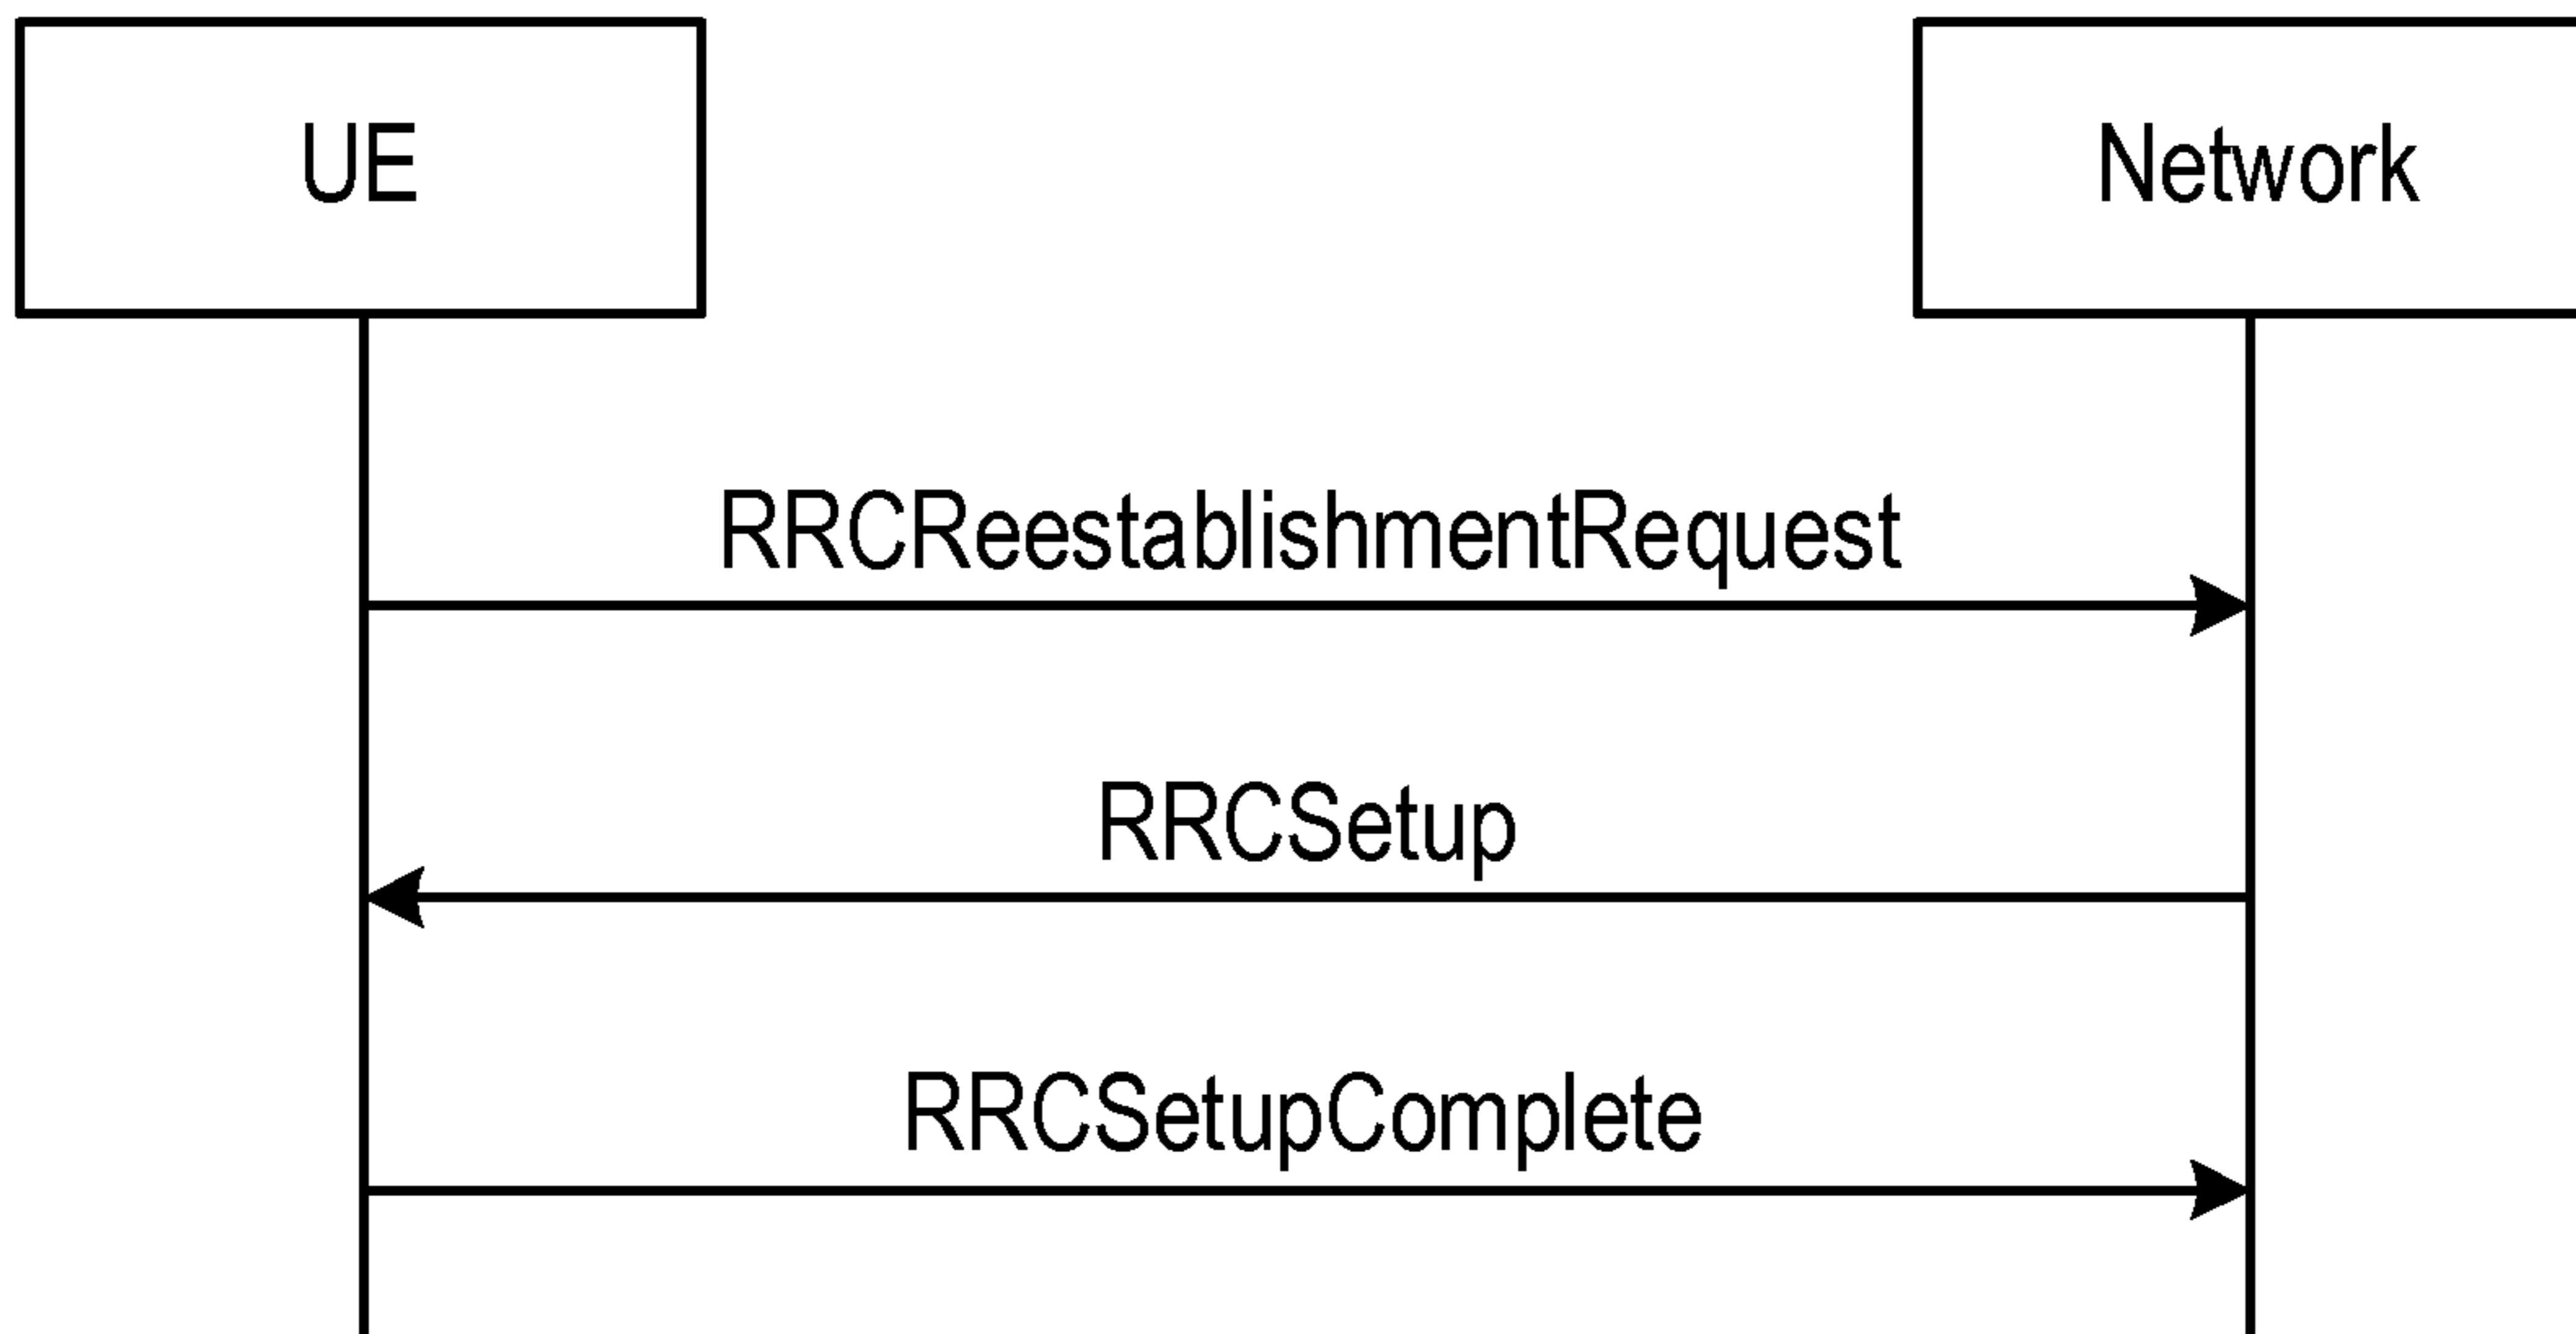 UE
Network
RRCReestablishmentRequest
RRCSetup
RRCSetupComplete